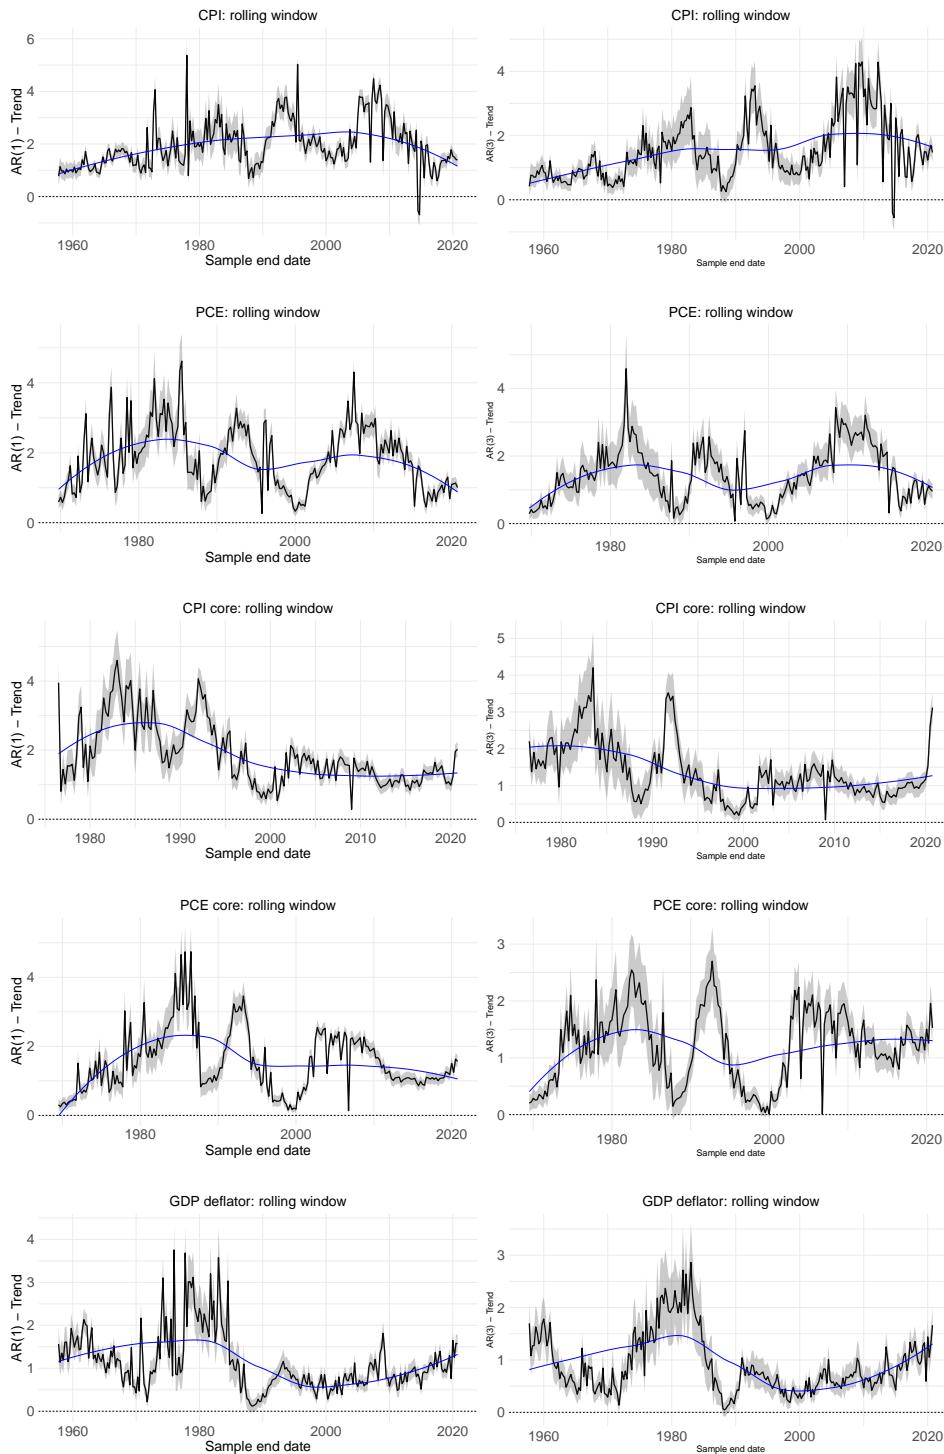 CPI: rolling window
AR(1) − Trend
6
4
2
0
1960 1980 2000 2020
Sample end date
CPI: rolling window
AR(3) − Trend
4
2
0
1960 1980 2000 2020
Sample end date
PCE: rolling window
AR(1) − Trend
4
2
0
1980 2000 2020
Sample end date
PCE: rolling window
AR(3) − Trend
4
2
0
1980 2000 2020
Sample end date
CPI core: rolling window
AR(1) − Trend
4
2
0
1980 1990 2000 2010 2020
Sample end date
CPI core: rolling window
AR(3) − Trend
5
4
3
2
1
0
1980 1990 2000 2010 2020
Sample end date
PCE core: rolling window
AR(1) − Trend
4
2
0
1980 2000 2020
Sample end date
PCE core: rolling window
AR(3) − Trend
3
2
1
0
1980 2000 2020
Sample end date
GDP deflator: rolling window
AR(1) − Trend
4
3
2
1
0
1960 1980 2000 2020
Sample end date
GDP deflator: rolling window
AR(3) − Trend
3
2
1
0
1960 1980 2000 2020
Sample end date